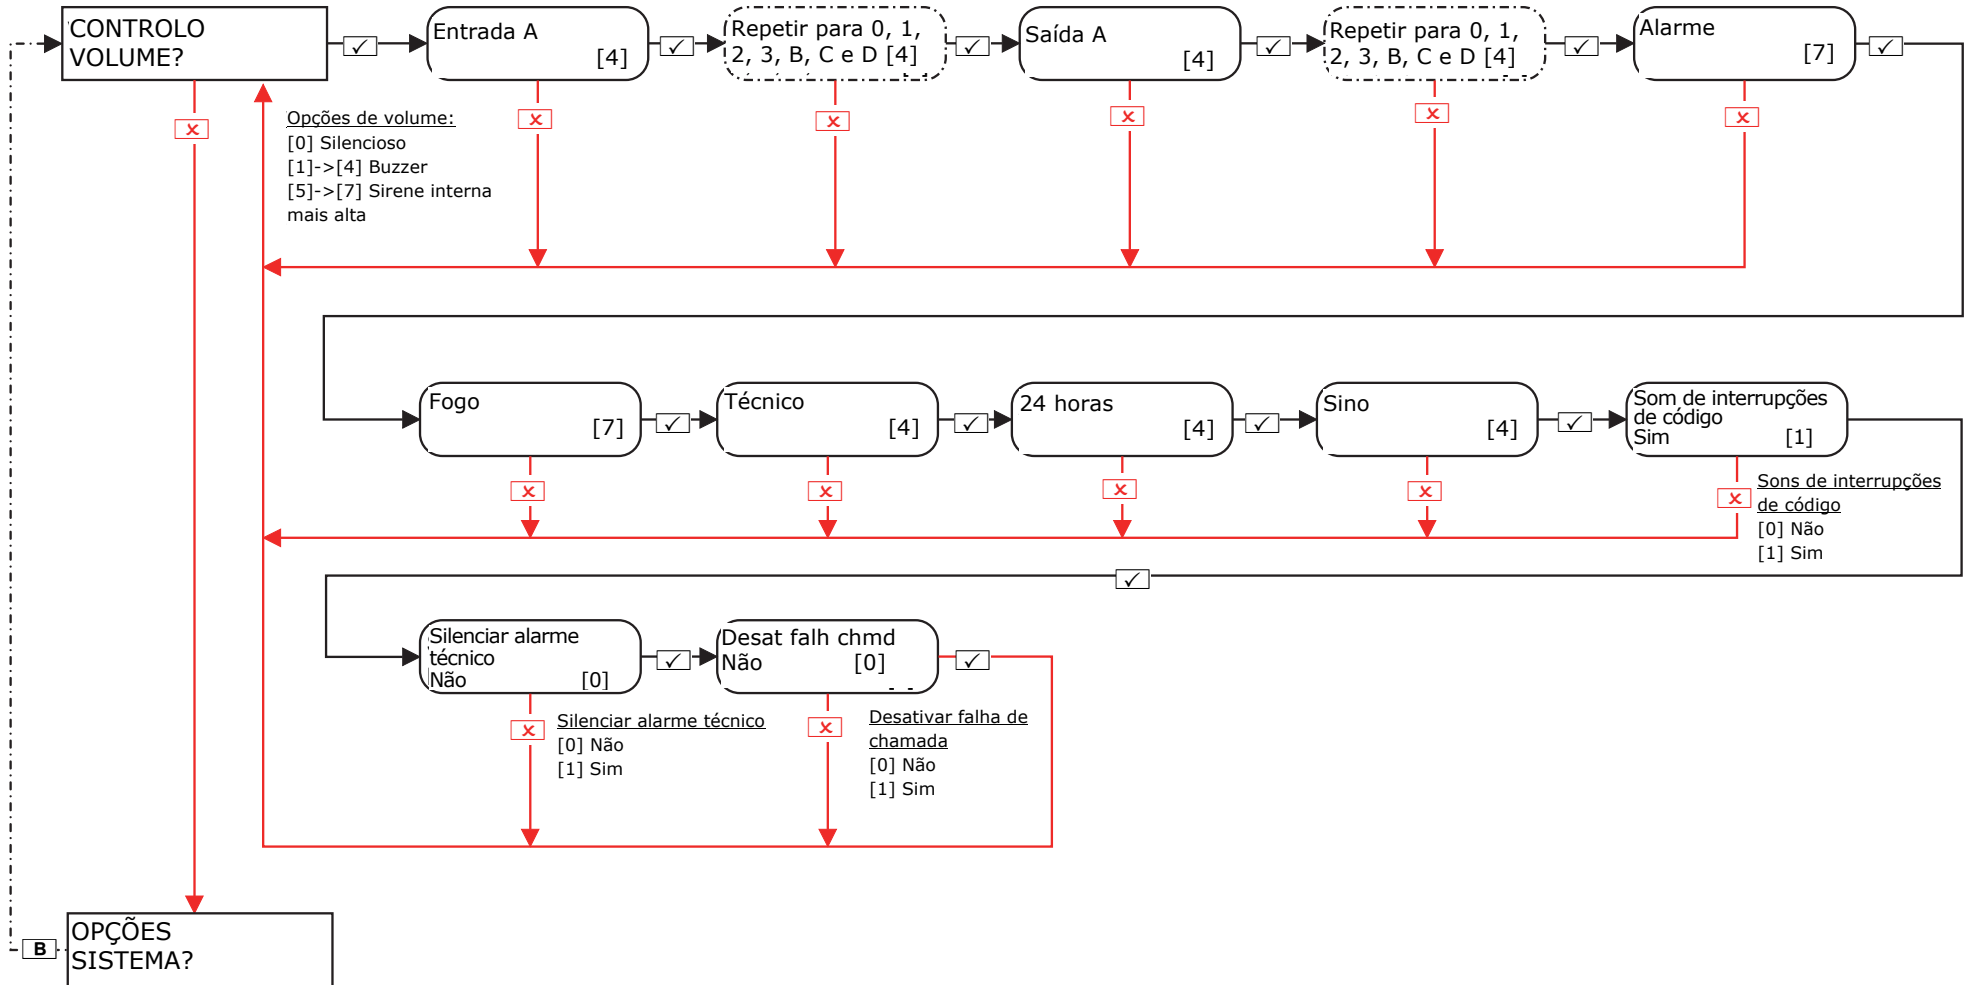 CONTROLO
VOLUME?
Entrada A
[4]
Repetir para 0, 1,
2, 3, B, C e D [4]
Saída A
[4]
Repetir para 0, 1,
2, 3, B, C e D [4]
Alarme
[7]
Opções de volume:
[0] Silencioso
[1]->[4] Buzzer
[5]->[7] Sirene interna
mais alta
Fogo
[7]
Técnico
[4]
24 horas
[4]
Sino
[4]
Som de interrupções
de código
Sim [1]
Sons de interrupções
de código
[0] Não
[1] Sim
Silenciar alarme
técnico
Não [0]
Desat falh chmd
Não [0]
Silenciar alarme técnico
[0] Não
[1] Sim
Desativar falha de
chamada
[0] Não
[1] Sim
B
OPÇÕES
SISTEMA?